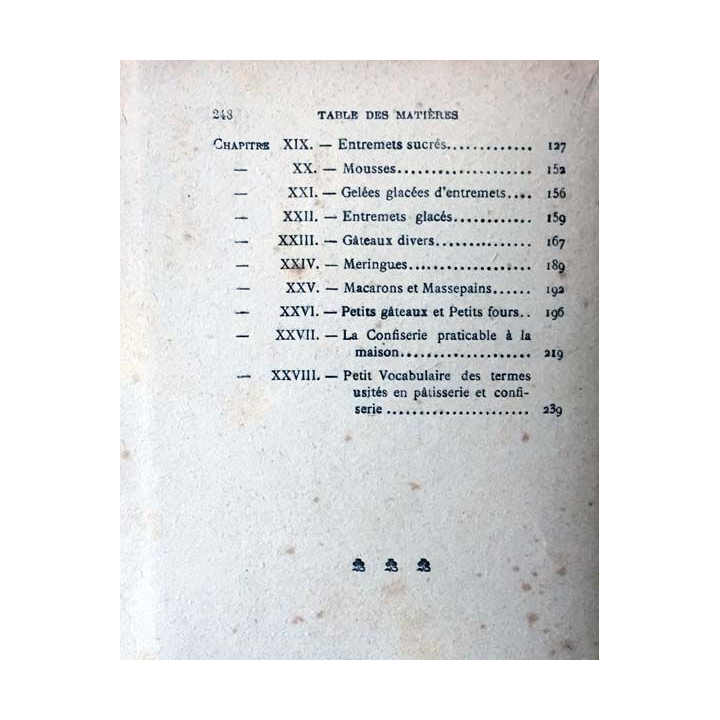 248 TABLE DES MATIÈRES
CHAPITRE XIX. — Entremets sucrés............. 127
— XX. — Mousses.................... 152
— XXI. — Gelées glacées d'entremets.... 156
— XXII. — Entremets glacés............ 159
— XXIII. — Gâteaux divers............... 167
— XXIV. — Meringues................... 189
— XXV. — Macarons et Massepains...... 192
— XXVI. — Petits gâteaux et Petits fours.. 196
— XXVII. — La Confiserie praticable à la
maison.................... 219
— XXVIII. — Petit Vocabulaire des termes
usités en pâtisserie et confi-
serie ...................... 239